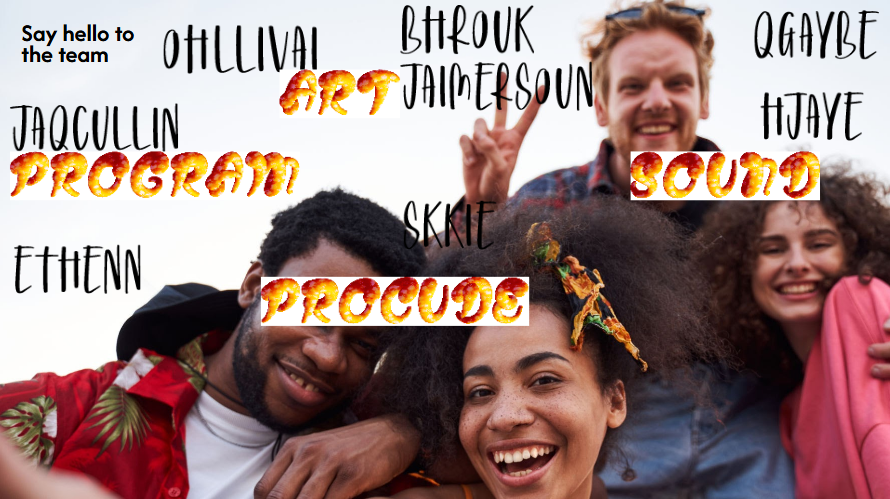 Say hello to
the team
OHLLIVAI
BHROUK
JAIMERSOUN
QGAYBE
ART
HJAYE
JAQCULLIN
PROGRAM
SOUND
SKKIE
ETHENN
PROCUDE